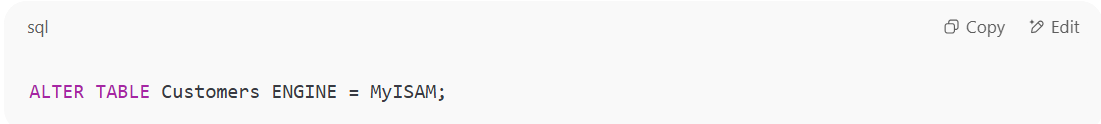 sql Copy Edit
ALTER TABLE Customers ENGINE = MyISAM;